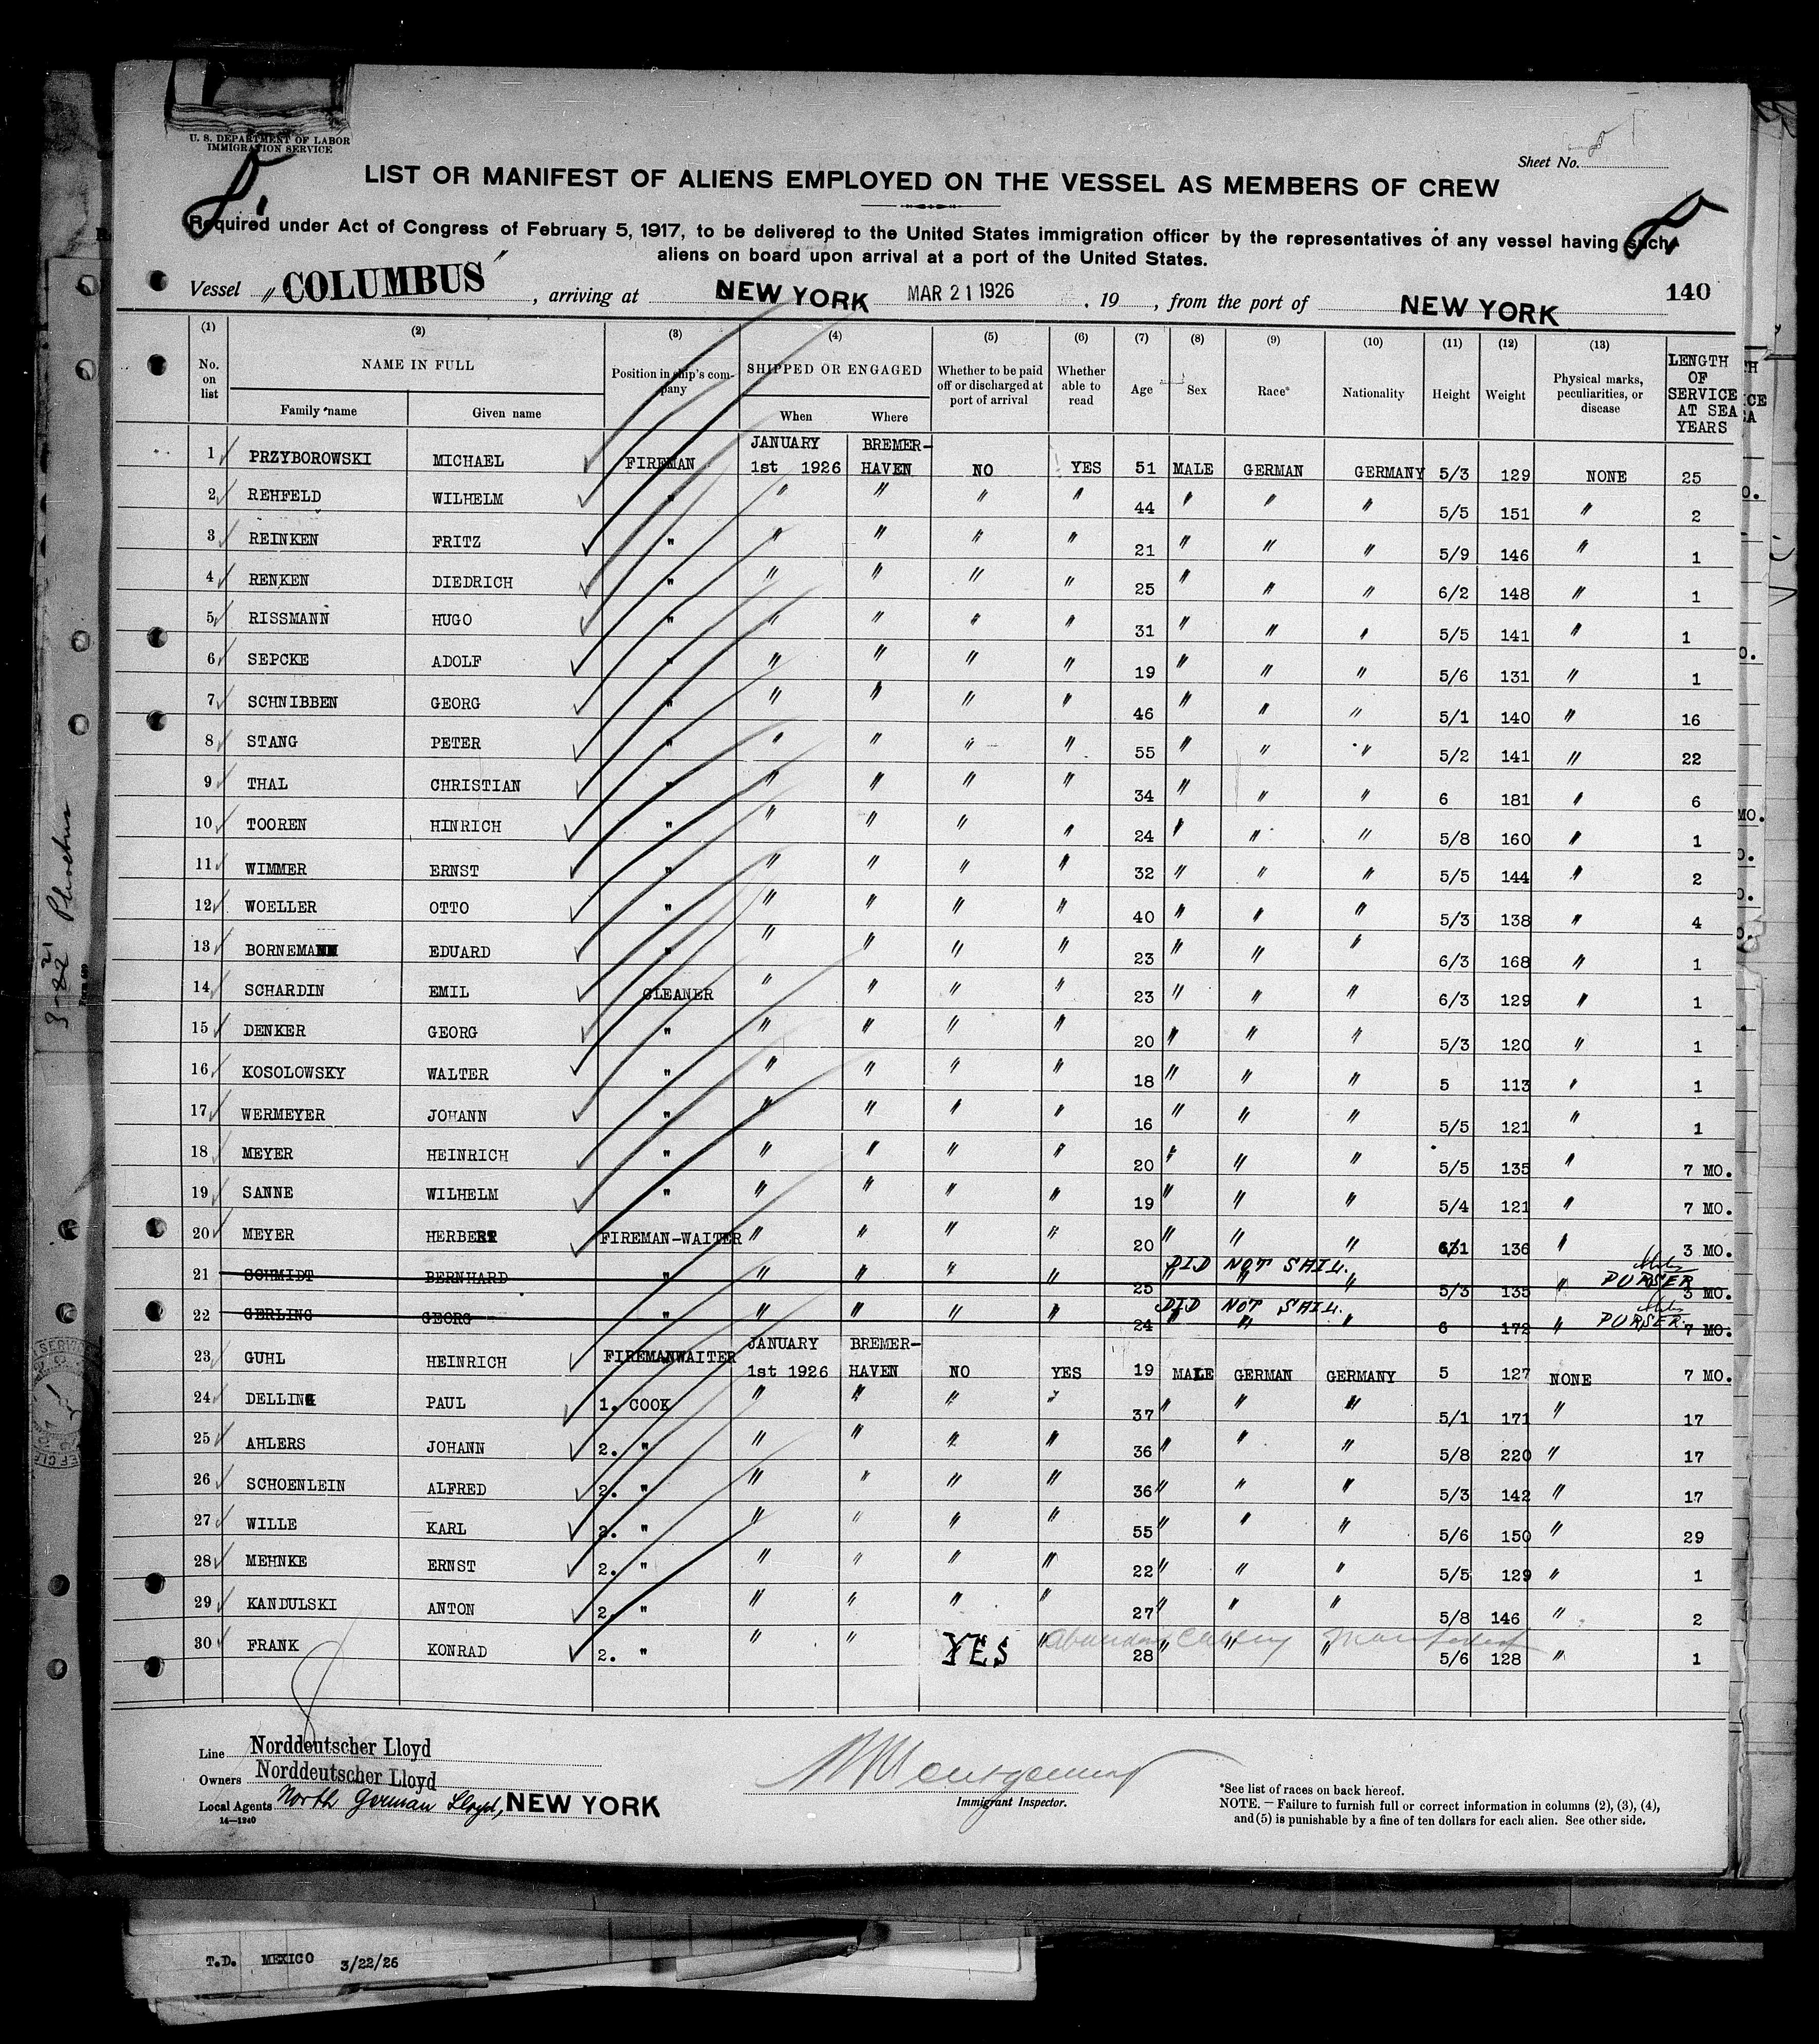 U. S. DEPARTMENT OF LABOR
IMMIGRATION SERVICE
Sheet No.
8.
8.
LIST OR MANIFEST OF ALIENS EMPLOYED ON THE VESSEL AS MEMBERS OF CREW
Required under Act of Congress of February 5, 1917, to be delivered to the United States immigration officer by the representatives of any vessel having such
aliens on board upon arrival at a port of the United States.
Vessel "COLUMBUS", arriving at NEW YORK MAR 21 1926, 19 , from the port of NEW YORK 140
(1) (2) (3) (4) (5) (6) (7) (8) (9) (10) (11) (12) (13)
No. on list NAME IN FULL Family name Given name Position in ship's company SHIPPED OR ENGAGED When Where Whether to be paid off or discharged at port of arrival Whether able to read Age Sex Race* Nationality Height Weight Physical marks, peculiarities, or disease LENGTH OF SERVICE AT SEA YEARS
1 PRZYBOROWSKI MICHAEL FIREMAN JANUARY 1st 1926 BREMER-HAVEN NO YES 51 MALE GERMAN GERMANY 5/3 129 NONE 25
2 REHFELD WILHELM " " " " " 44 " " " 5/5 151 " 2
3 REINKEN FRITZ " " " " " 21 " " " 5/9 146 " 1
4 RENKEN DIEDRICH " " " " " 25 " " " 6/2 148 " 1
5 RISSMANN HUGO " " " " " 31 " " " 5/5 141 " 1
6 SEPCKE ADOLF " " " " " 19 " " " 5/6 131 " 1
7 SCHNIBBEN GEORG " " " " " 46 " " " 5/1 140 " 16
8 STANG PETER " " " " " 55 " " " 5/2 141 " 22
9 THAL CHRISTIAN " " " " " 34 " " " 6 181 " 6
10 TOOREN HINRICH " " " " " 24 " " " 5/8 160 " 1
11 WIMMER ERNST " " " " " 32 " " " 5/5 144 " 2
12 WOELLER OTTO " " " " " 40 " " " 5/3 138 " 4
13 BORNEMANN EDUARD " " " " " 23 " " " 6/3 168 " 1
14 SCHARDIN EMIL CLEANER " " " " 23 " " " 6/3 129 " 1
15 DENKER GEORG " " " " " 20 " " " 5/3 120 " 1
16 KOSOLOWSKY WALTER " " " " " 18 " " " 5 113 " 1
17 WERMEYER JOHANN " " " " " 16 " " " 5/5 121 " 1
18 MEYER HEINRICH " " " " " 20 " " " 5/5 135 " 7 MO.
19 SANNE WILHELM " " " " " 19 " " " 5/4 121 " 7 MO.
20 MEYER HERBERT FIREMAN-WAITER " " " " 20 " " " 136 " 3 MO.
21 SCHMIDT BERNHARD " " " " " 25 " " " 5/3 135 " 3 MO. DID NOT SAIL. PURSER
22 GERLING GEORG " " " " " 24 " " " 6 172 " 7 MO. DID NOT SAIL. PURSER
23 GUHL HEINRICH FIREMANWAITER JANUARY 1st 1926 BREMER-HAVEN NO YES 19 MALE GERMAN GERMANY 5 127 NONE 7 MO.
24 DELLING PAUL 1. COOK " " " " 37 " " " 5/1 171 " 17
25 AHLERS JOHANN 2. " " " " " 36 " " " 5/8 220 " 17
26 SCHOENLEIN ALFRED 2. " " " " " 36 " " " 5/3 142 " 17
27 WILLE KARL 2. " " " " " 55 " " " 5/6 150 " 29
28 MEHNKE ERNST 2. " " " " " 22 " " " 5/5 129 " 1
29 KANDULSKI ANTON 2. " " " " " 27 " " " 5/8 146 " 2
30 FRANK KONRAD 2. " " " YES " 28 " " " 5/6 128 " 1
Line Norddeutscher Lloyd
Owners Norddeutscher Lloyd
Local Agents North German Lloyd, NEW YORK
14—1240
Montgomery
Immigrant Inspector.
*See list of races on back hereof.
NOTE. — Failure to furnish full or correct information in columns (2), (3), (4),
and (5) is punishable by a fine of ten dollars for each alien. See other side.
T.D. MEXICO 3/22/26